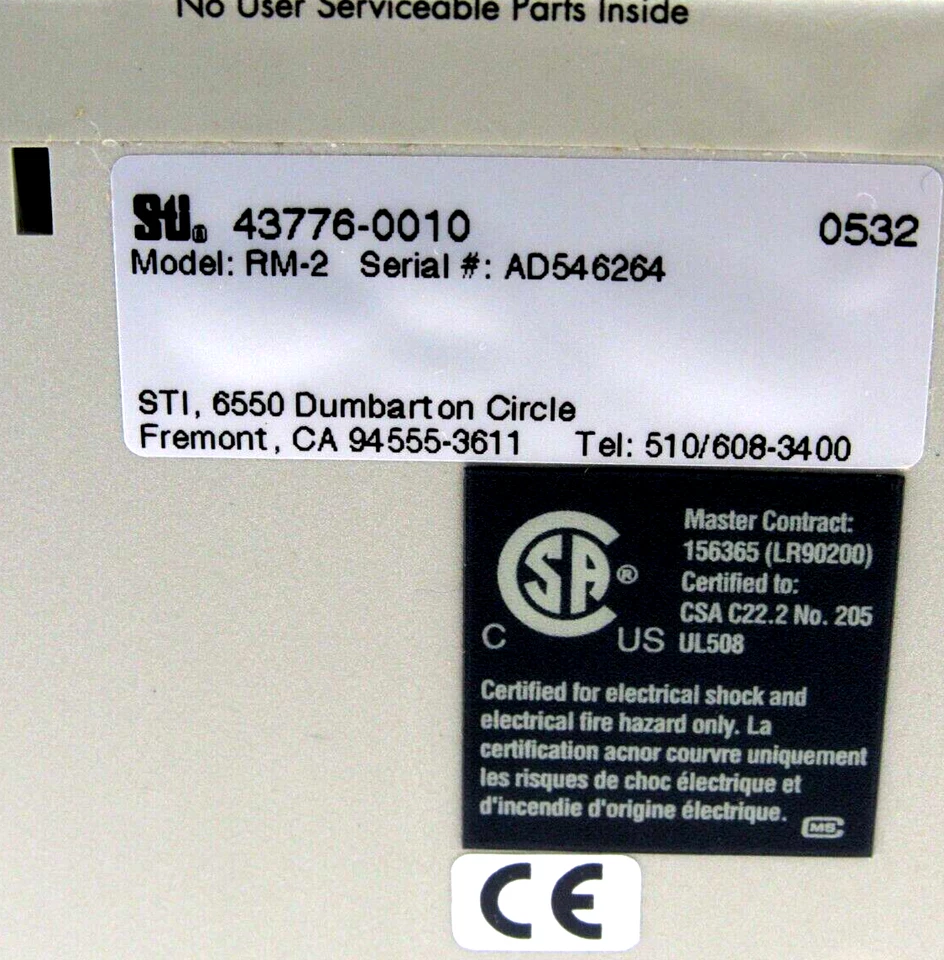 No User Serviceable Parts Inside
Sti® 43776-0010 0532
Model: RM-2 Serial #: AD546264
STI, 6550 Dumbarton Circle
Fremont, CA 94555-3611 Tel: 510/608-3400
Master Contract:
156365 (LR90200)
Certified to:
CSA C22.2 No. 205
UL508
CSA®
C US
Certified for electrical shock and
electrical fire hazard only. La
certification acnor courvre uniquement
les risques de choc électrique et
d'incendie d'origine électrique.
CMS
CE